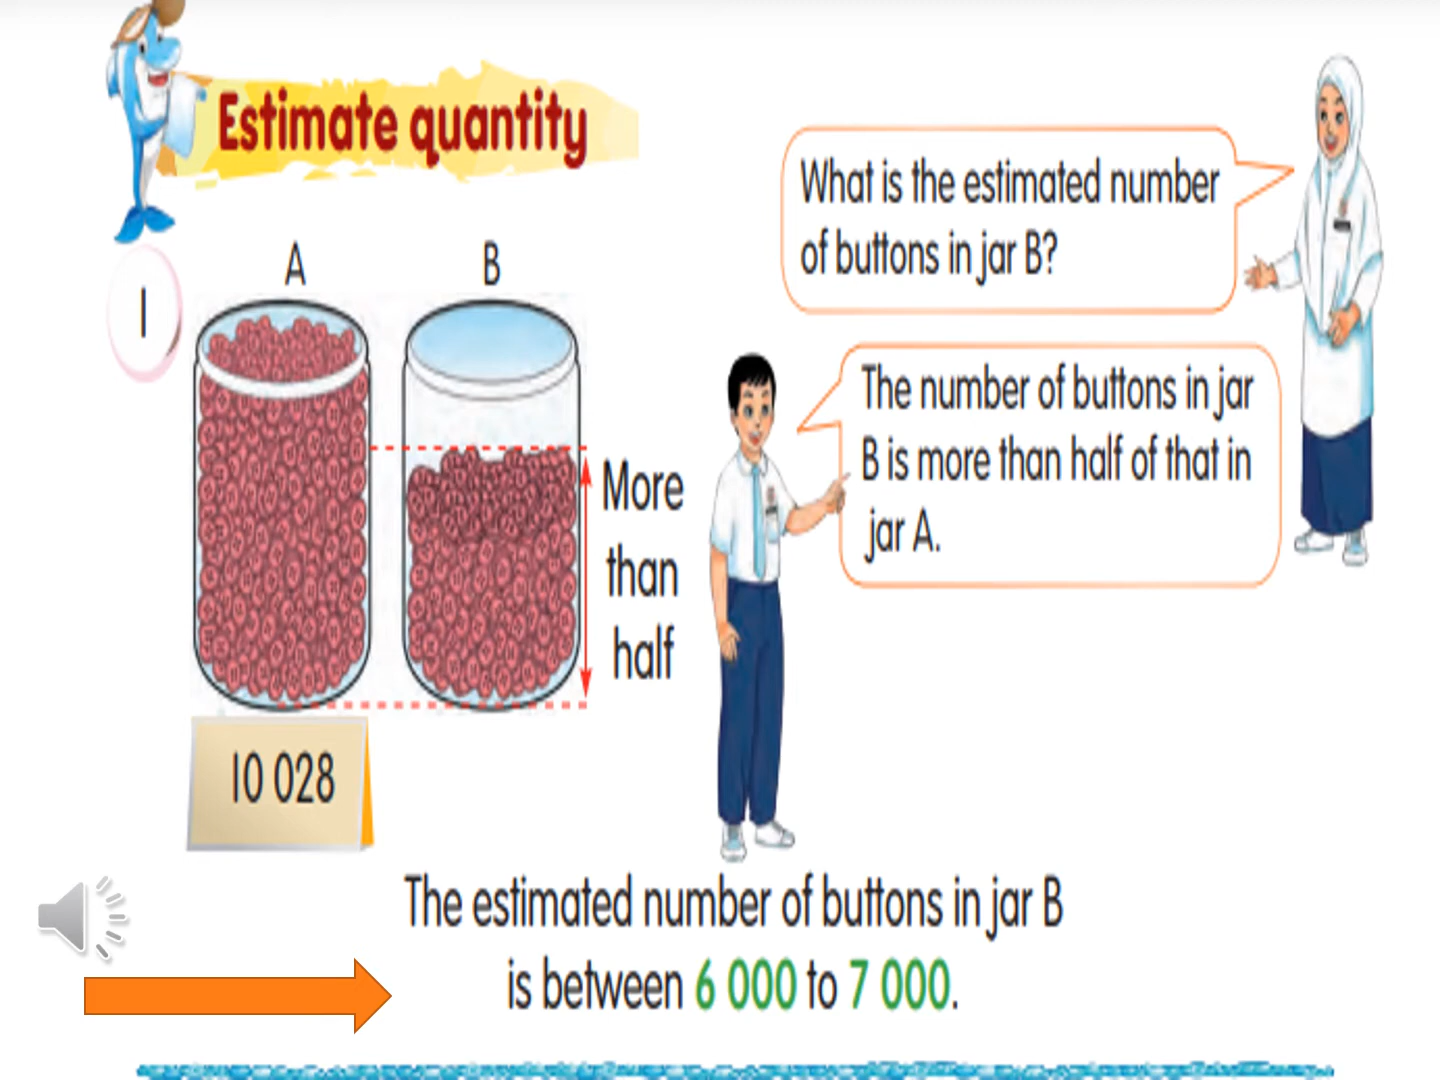 Estimate quantity
What is the estimated number
of buttons in jar B?
1
A B
The number of buttons in jar
B is more than half of that in
jar A.
More
than
half
10 028
The estimated number of buttons in jar B
is between 6 000 to 7 000.